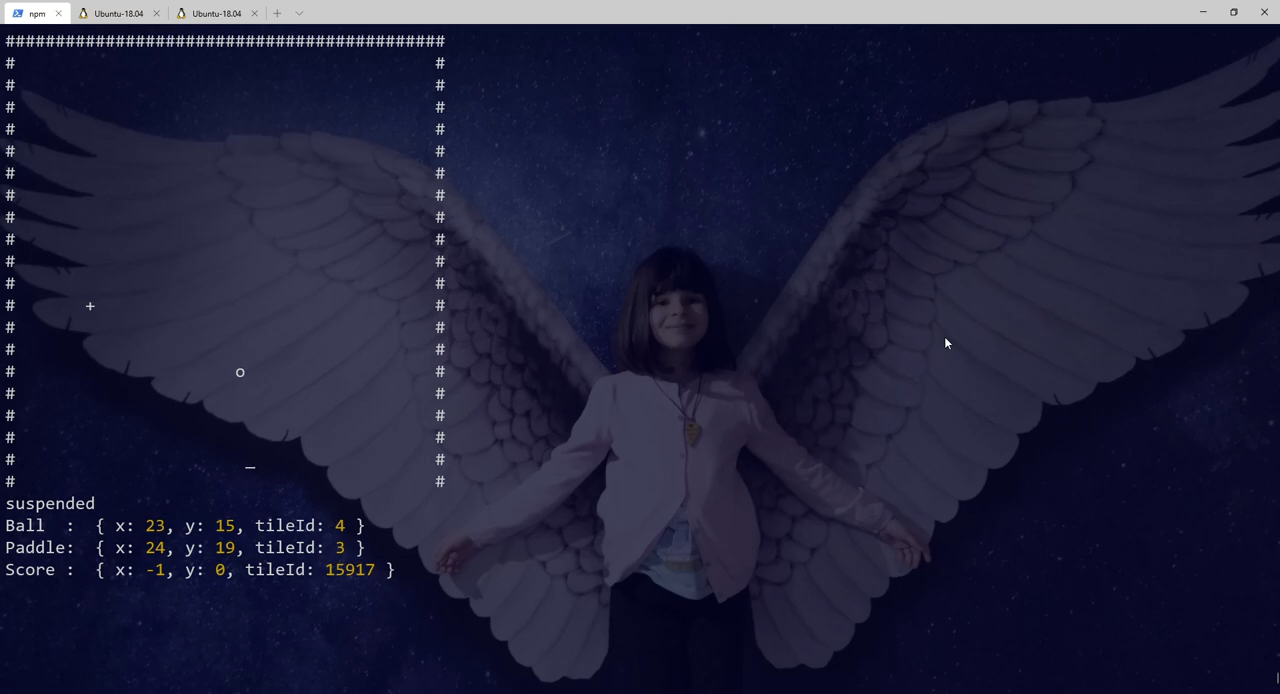 npm Ubuntu-18.04 Ubuntu-18.04
############################################
#                                          #
#                                          #
#                                          #
#                                          #
#                                          #
#                                          #
#                                          #
#                                          #
#                                          #
#                                          #
#                                          #
#       +                                  #
#                                          #
#                                          #
#                      o                   #
#                                          #
#                                          #
#                                          #
#                       _                  #
#                                          #
suspended
Ball  :  { x: 23, y: 15, tileId: 4 }
Paddle:  { x: 24, y: 19, tileId: 3 }
Score :  { x: -1, y: 0, tileId: 15917 }